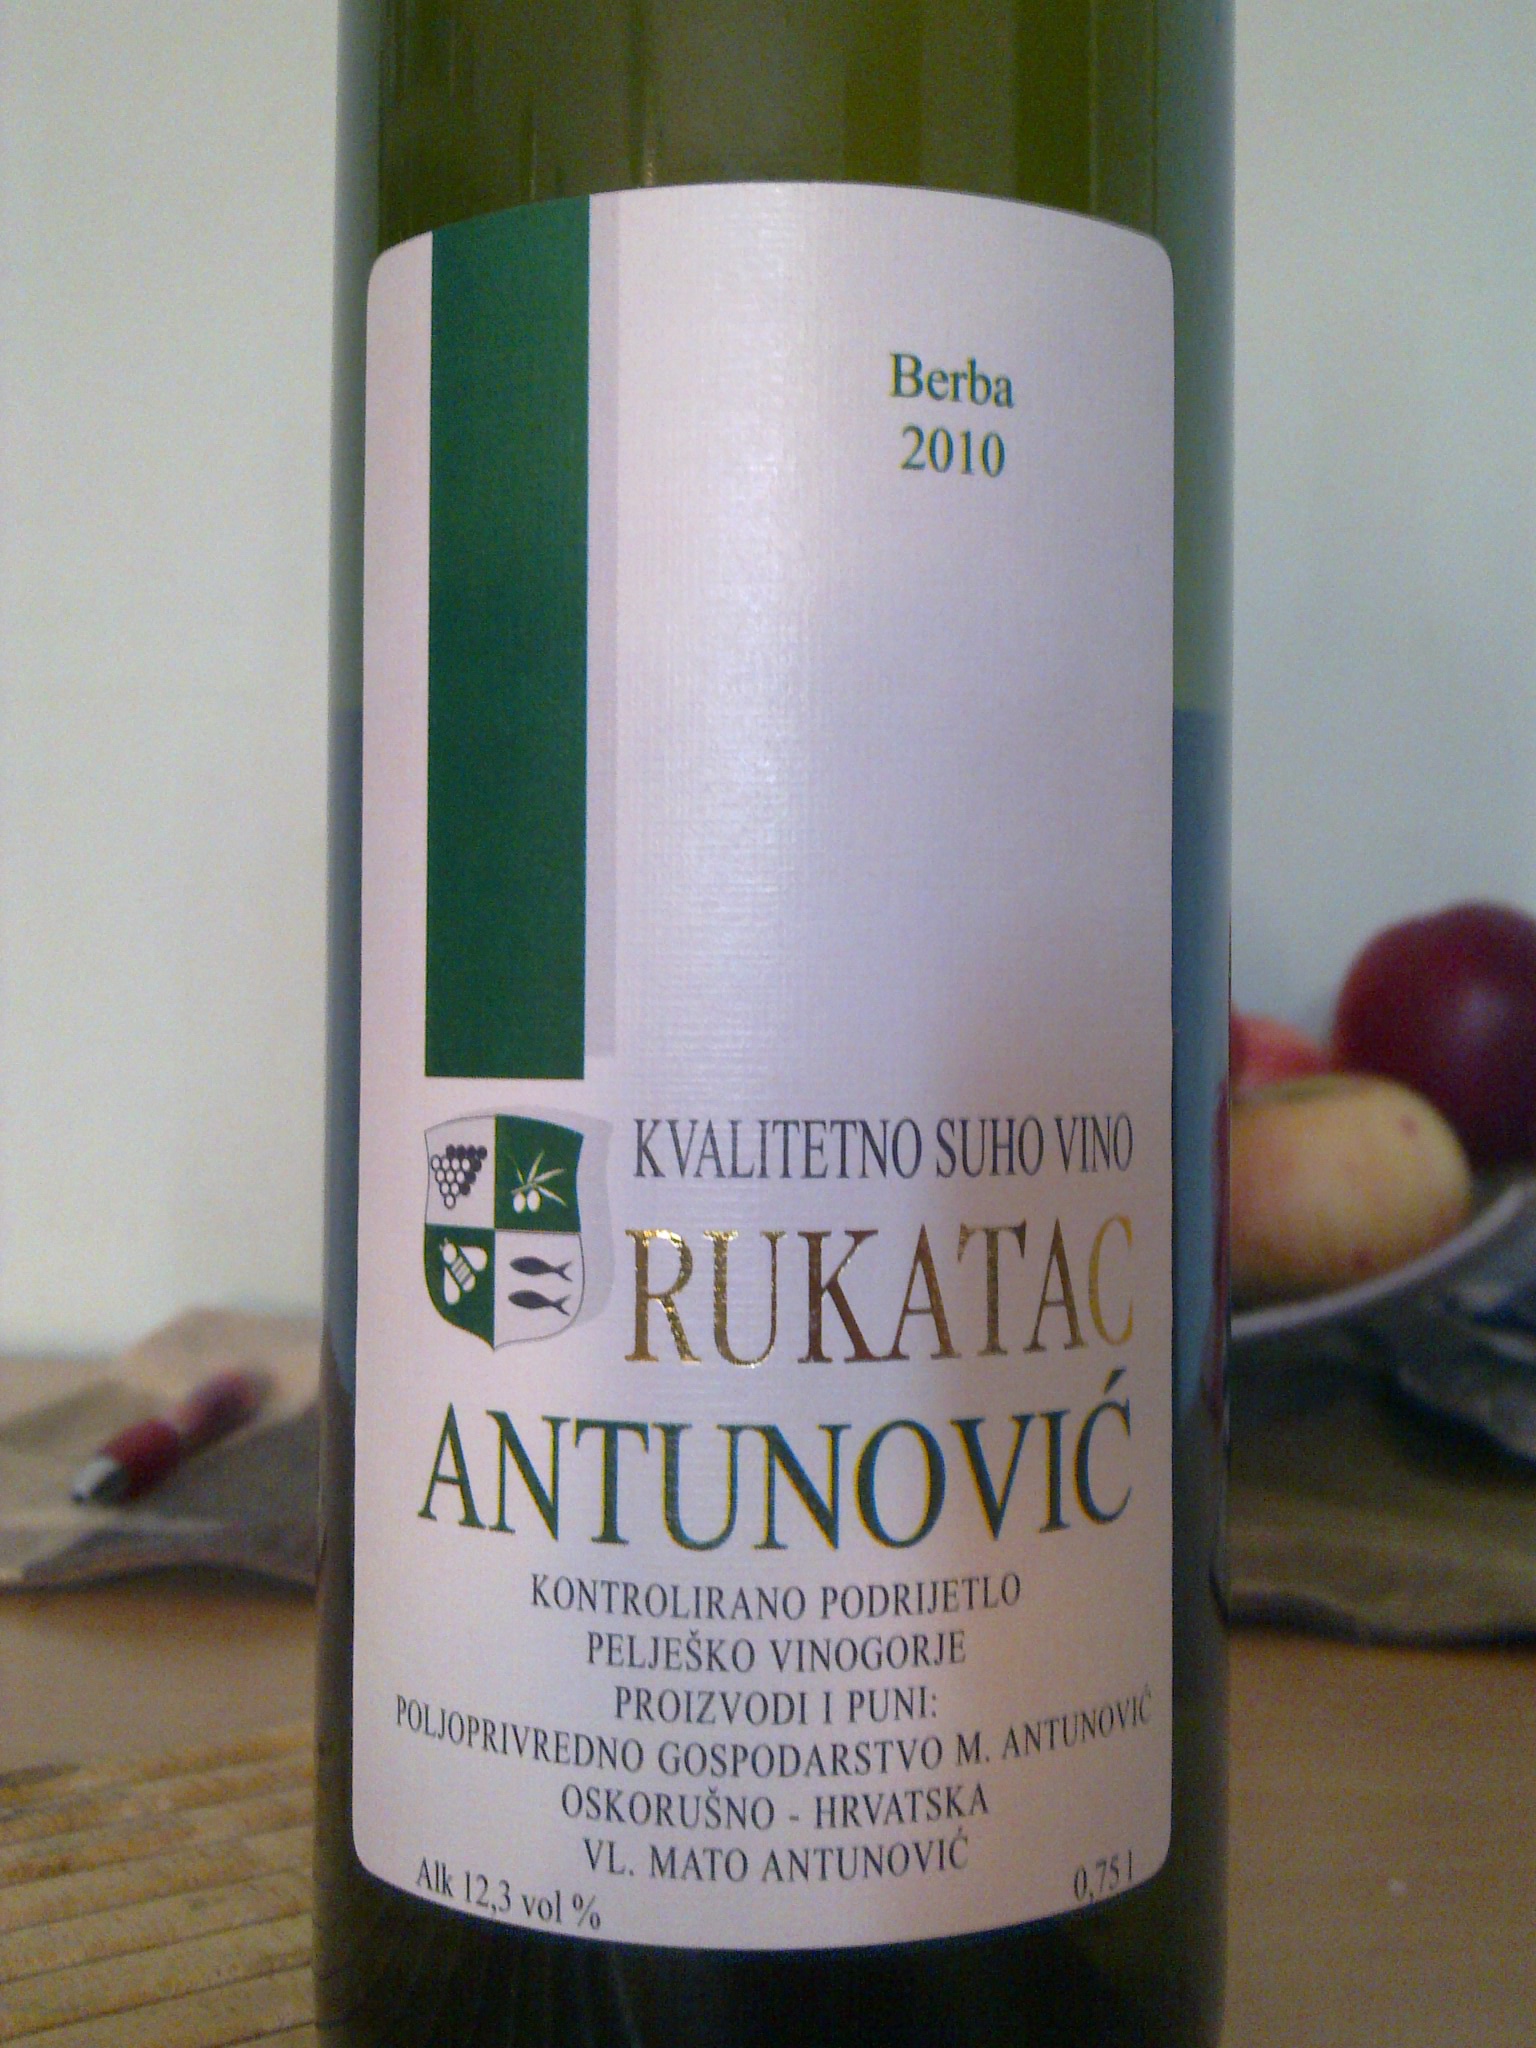 Berba
2010
KVALITETNO SUHO VINO
RUKATAC
ANTUNOVIĆ
KONTROLIRANO PODRIJETLO
PELJEŠKO VINOGORJE
PROIZVODI I PUNI:
POLJOPRIVREDNO GOSPODARSTVO M. ANTUNOVIĆ
OSKORUŠNO - HRVATSKA
VL. MATO ANTUNOVIĆ
Alk 12,3 vol % 0,75 l